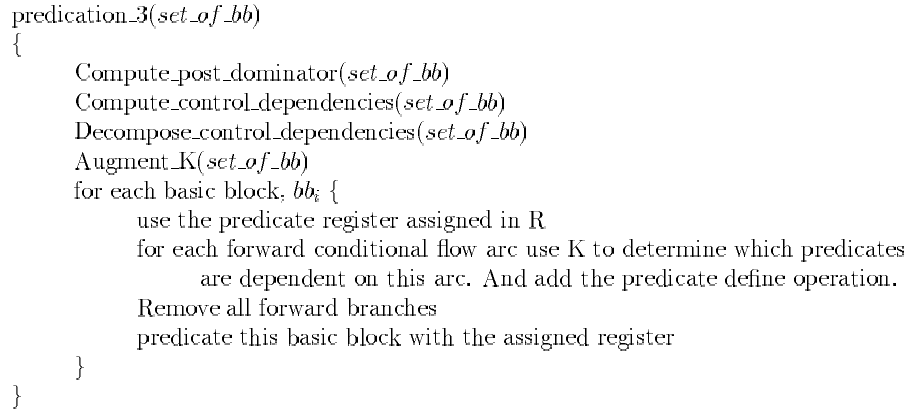 predication_3(set_of_bb)
{
Compute_post_dominator(set_of_bb)
Compute_control_dependencies(set_of_bb)
Decompose_control_dependencies(set_of_bb)
Augment_K(set_of_bb)
for each basic block, bb_i {
use the predicate register assigned in R
for each forward conditional flow arc use K to determine which predicates
are dependent on this arc. And add the predicate define operation.
Remove all forward branches
predicate this basic block with the assigned register
}
}